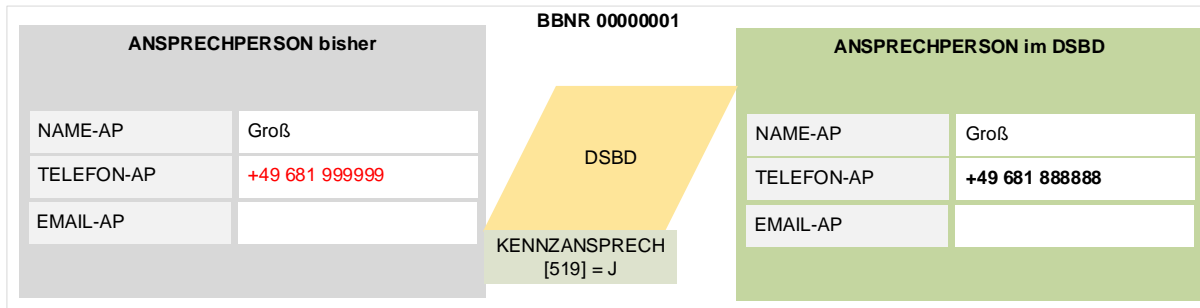 BBNR 00000001
ANSPRECHPERSON bisher
NAME-AP Groß
TELEFON-AP +49 681 999999
EMAIL-AP
DSBD
KENNZANSPRECH
[519] = J
ANSPRECHPERSON im DSBD
NAME-AP Groß
TELEFON-AP +49 681 888888
EMAIL-AP